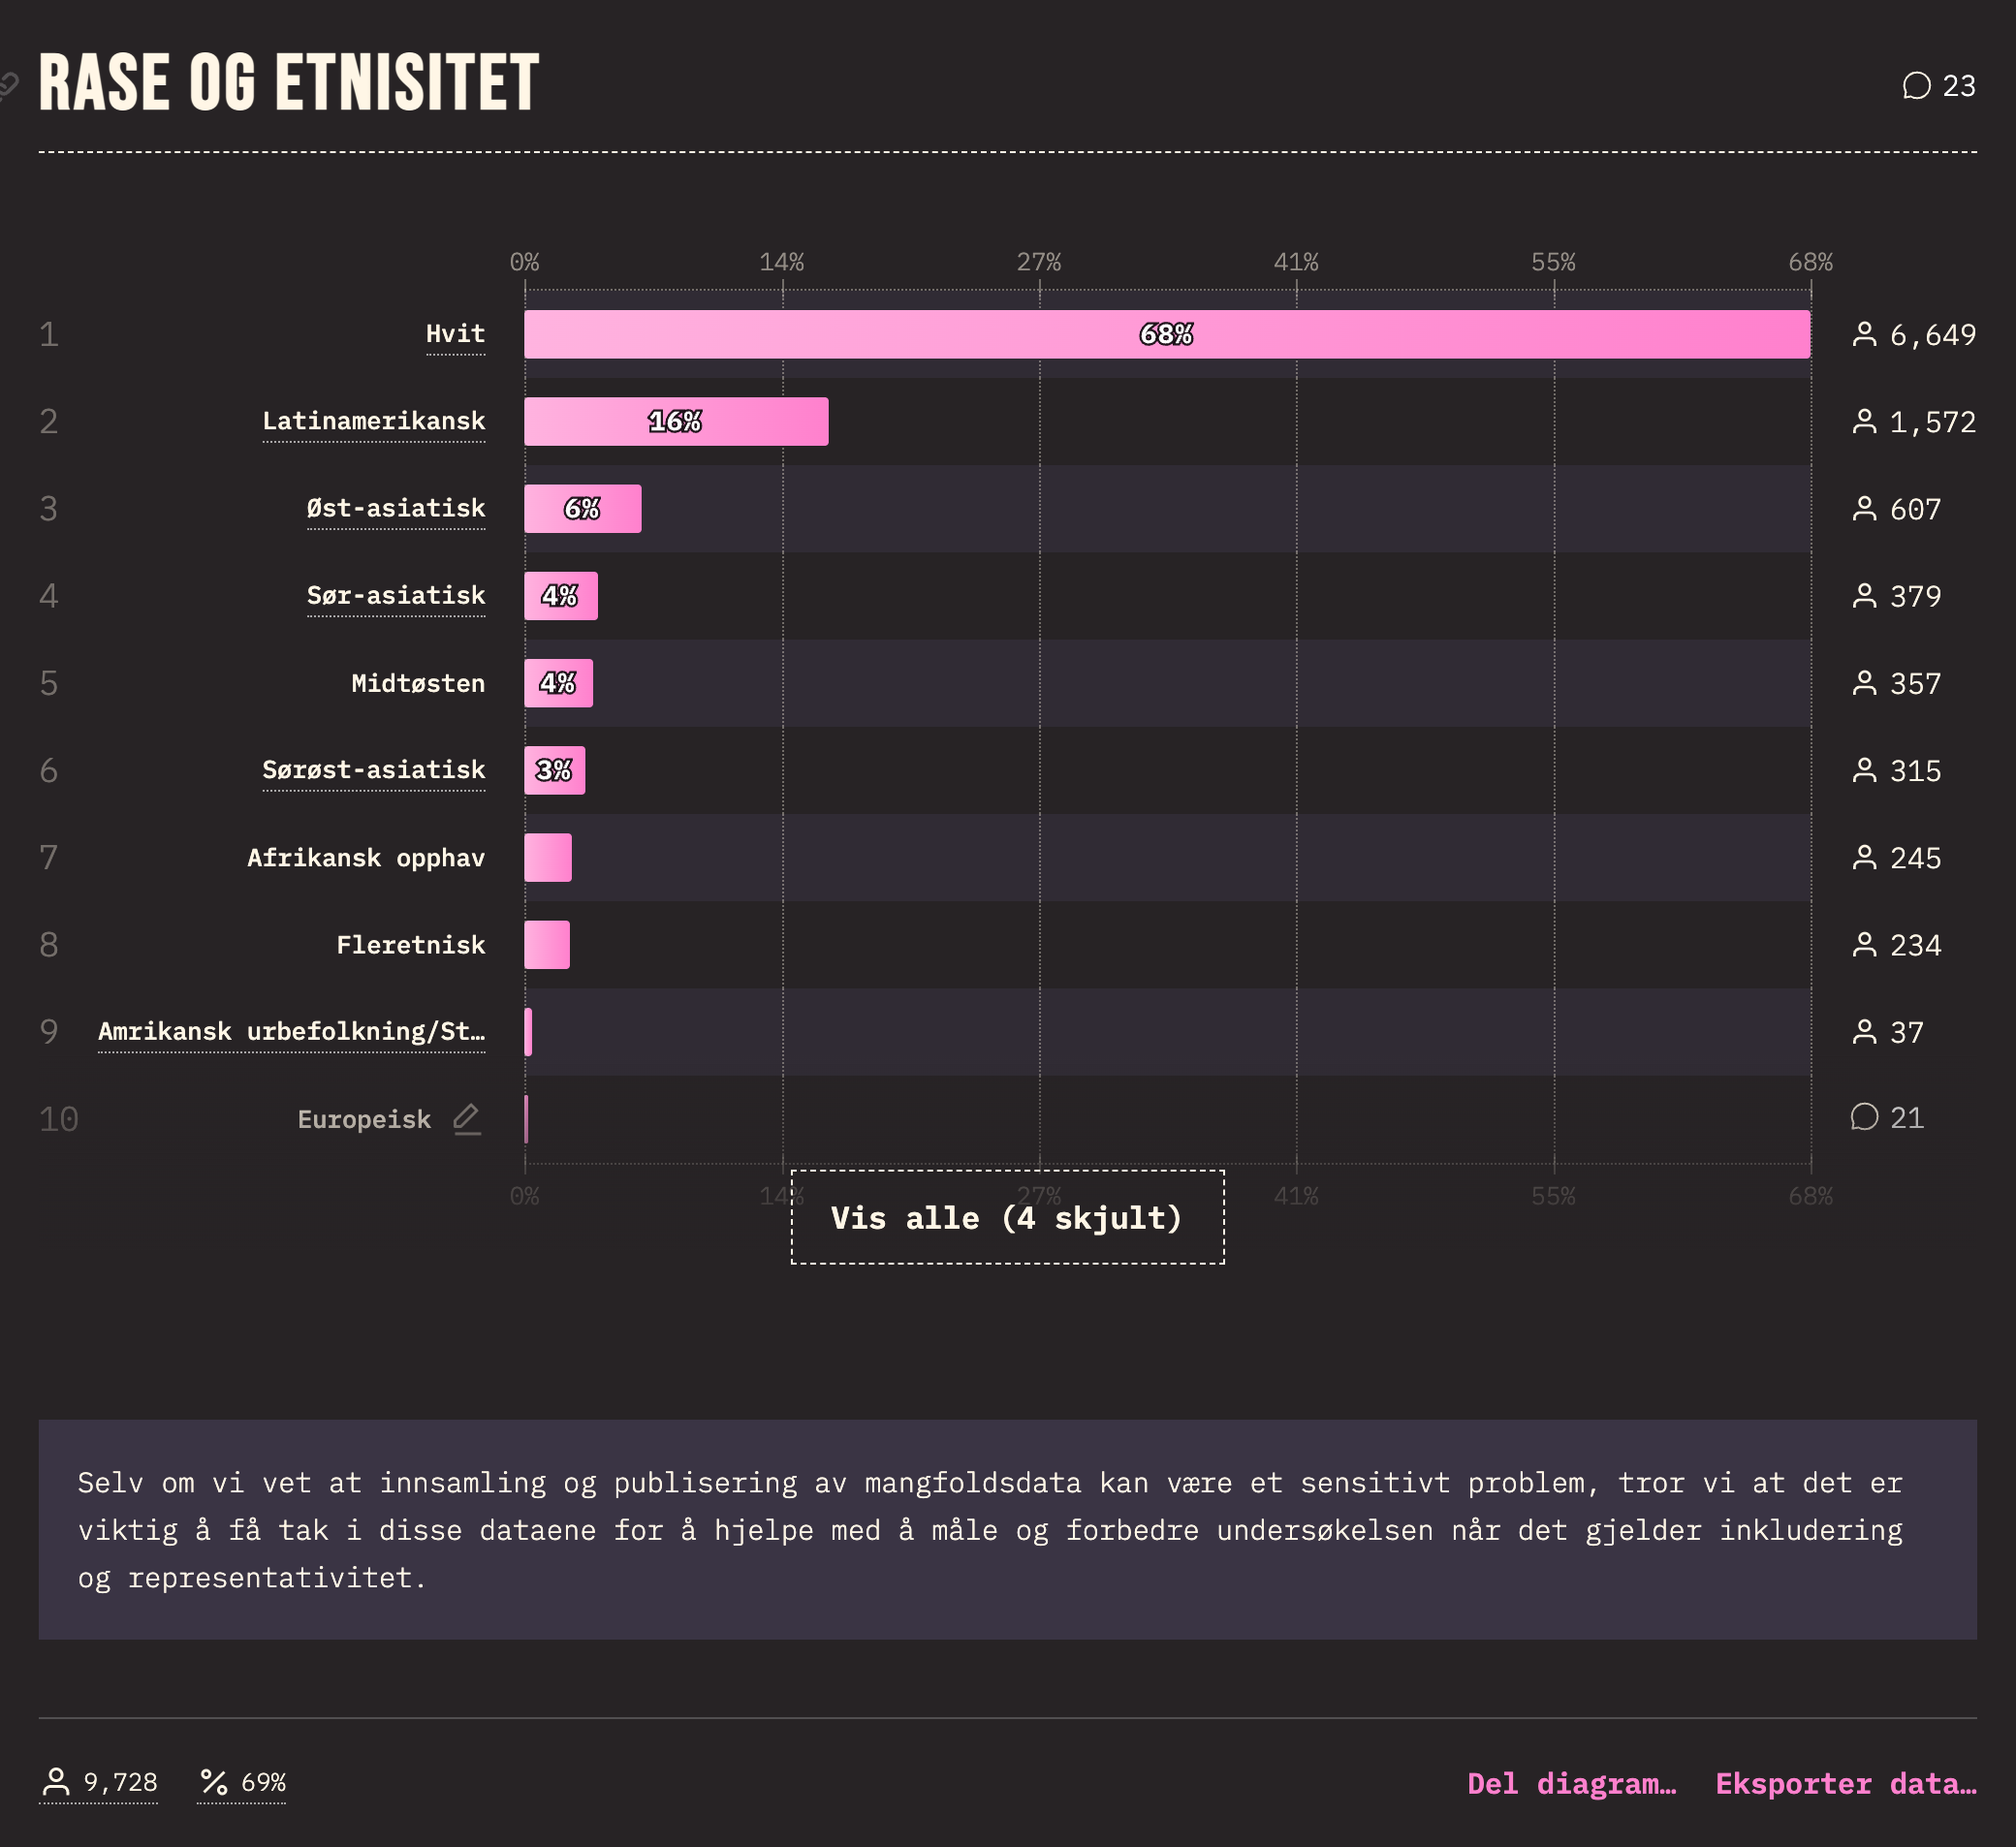 RASE OG ETNISITET
23
0% 14% 27% 41% 55% 68%
1 Hvit 68% 6,649
2 Latinamerikansk 16% 1,572
3 Øst-asiatisk 6% 607
4 Sør-asiatisk 4% 379
5 Midtøsten 4% 357
6 Sørøst-asiatisk 3% 315
7 Afrikansk opphav 245
8 Fleretnisk 234
9 Amrikansk urbefolkning/St… 37
10 Europeisk 21
0% 14% 27% 41% 55% 68%
Vis alle (4 skjult)
Selv om vi vet at innsamling og publisering av mangfoldsdata kan være et sensitivt problem, tror vi at det er
viktig å få tak i disse dataene for å hjelpe med å måle og forbedre undersøkelsen når det gjelder inkludering
og representativitet.
9,728 69% Del diagram… Eksporter data…